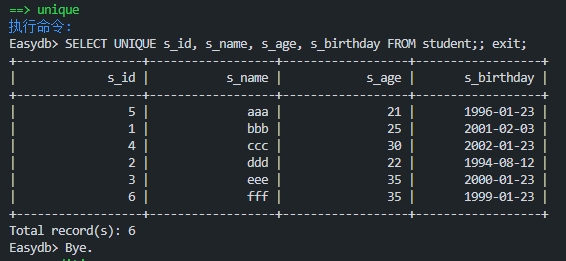 ==> unique
执行命令:
Easydb> SELECT UNIQUE s_id, s_name, s_age, s_birthday FROM student;; exit;
+------------------+------------------+------------------+------------------+
|             s_id |           s_name |            s_age |       s_birthday |
+------------------+------------------+------------------+------------------+
|                5 |              aaa |               21 |       1996-01-23 |
|                1 |              bbb |               25 |       2001-02-03 |
|                4 |              ccc |               30 |       2002-01-23 |
|                2 |              ddd |               22 |       1994-08-12 |
|                3 |              eee |               35 |       2000-01-23 |
|                6 |              fff |               35 |       1999-01-23 |
+------------------+------------------+------------------+------------------+
Total record(s): 6
Easydb> Bye.